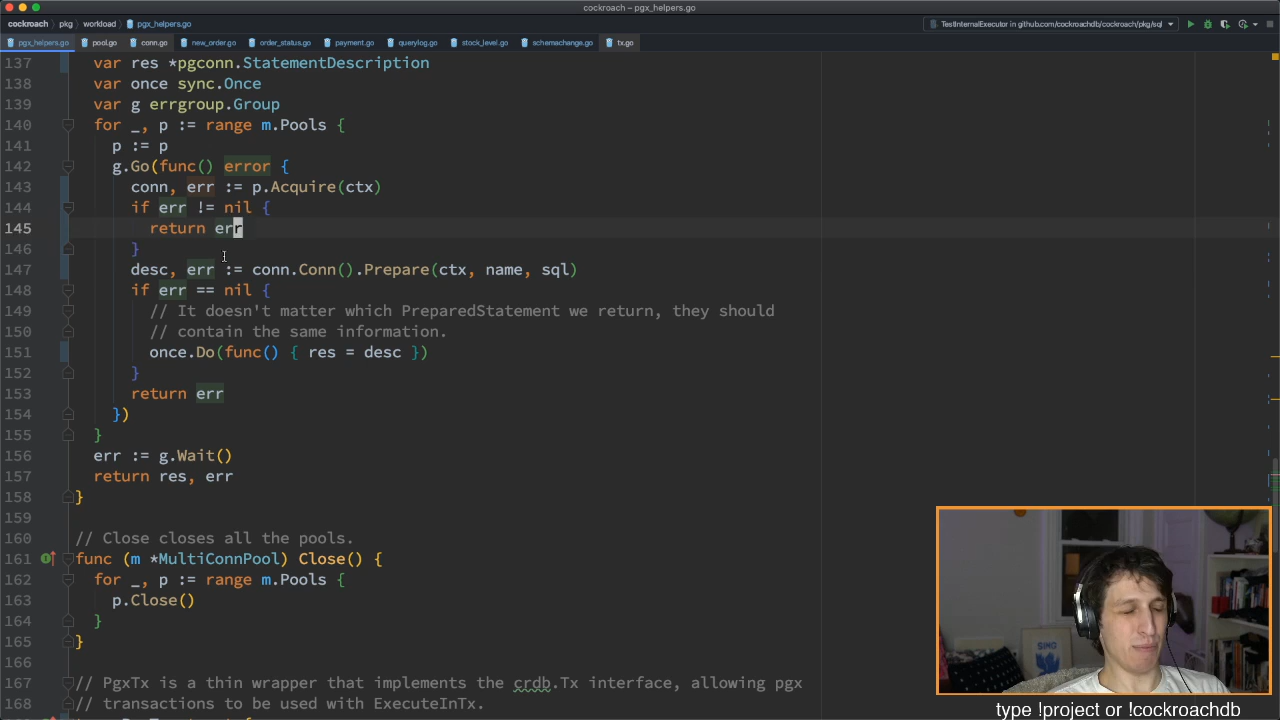 cockroach – pgx_helpers.go
cockroach pkg workload pgx_helpers.go
TestInternalExecutor in github.com/cockroachdb/cockroach/pkg/sql
pgx_helpers.go pool.go conn.go new_order.go order_status.go payment.go querylog.go stock_level.go schemachange.go tx.go
137 var res *pgconn.StatementDescription
138 var once sync.Once
139 var g errgroup.Group
140 for _, p := range m.Pools {
141 p := p
142 g.Go(func() error {
143 conn, err := p.Acquire(ctx)
144 if err != nil {
145 return err
146 }
147 desc, err := conn.Conn().Prepare(ctx, name, sql)
148 if err == nil {
149 // It doesn't matter which PreparedStatement we return, they should
150 // contain the same information.
151 once.Do(func() { res = desc })
152 }
153 return err
154 })
155 }
156 err := g.Wait()
157 return res, err
158 }
159
160 // Close closes all the pools.
161 func (m *MultiConnPool) Close() {
162 for _, p := range m.Pools {
163 p.Close()
164 }
165 }
166
167 // PgxTx is a thin wrapper that implements the crdb.Tx interface, allowing pgx
168 // transactions to be used with ExecuteInTx.
SING
type !project or !cockroachdb